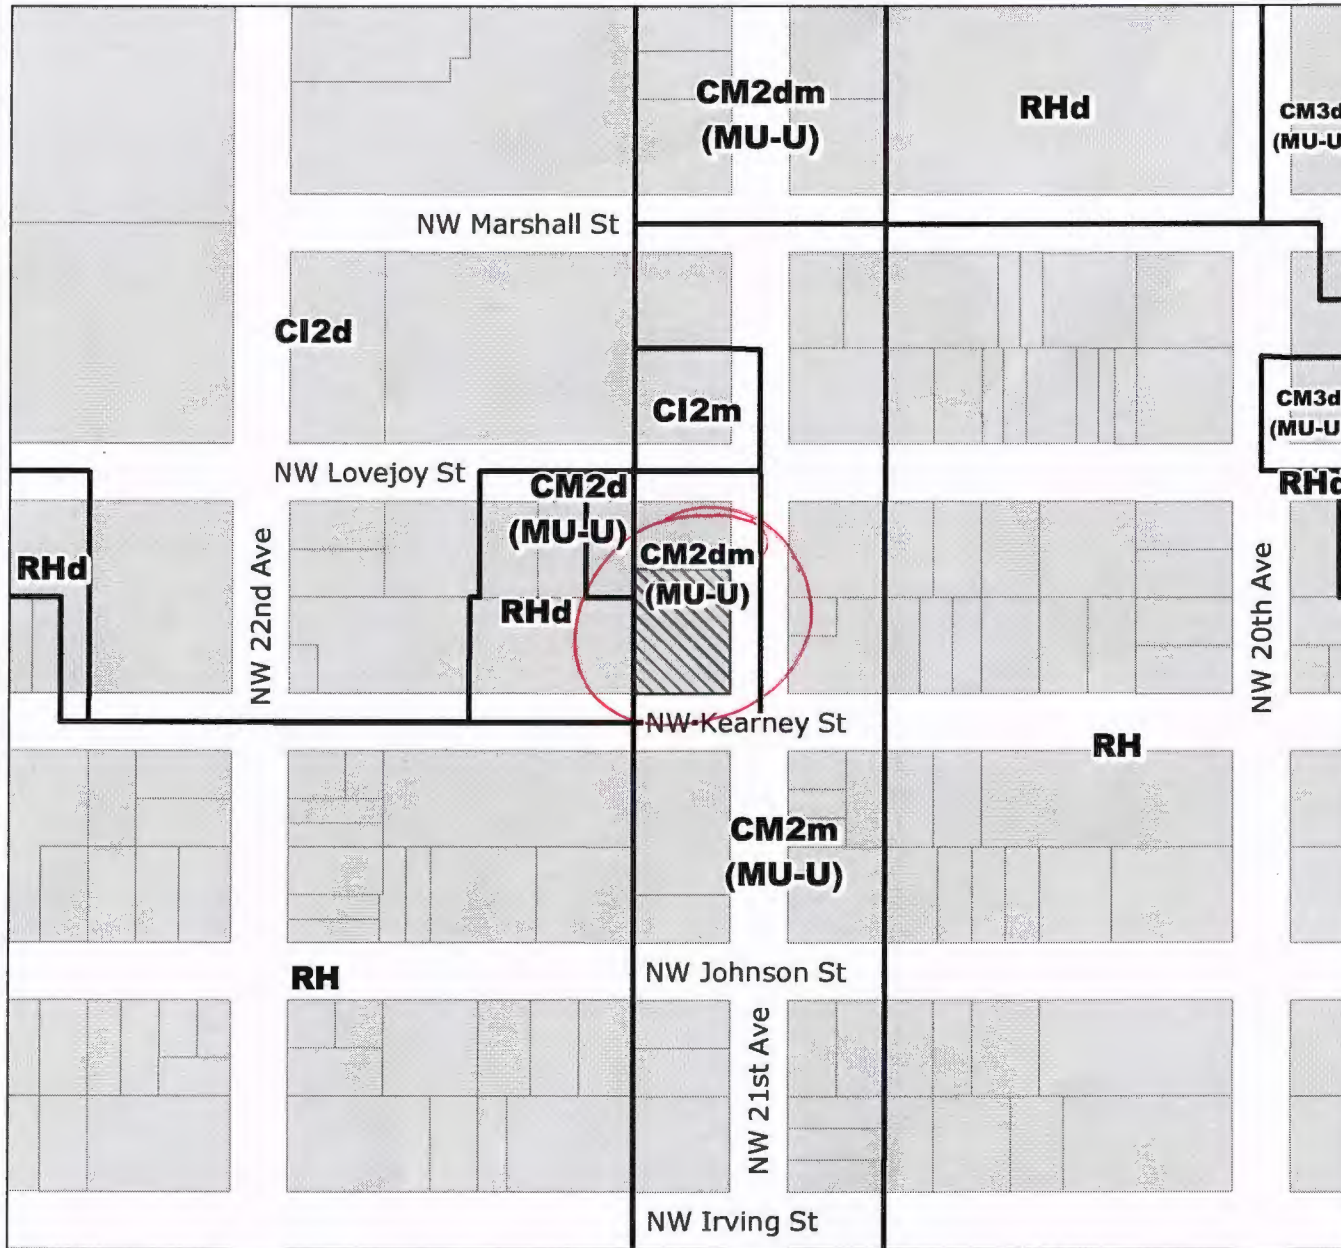 CM2dm
(MU-U)
RHd
CM3d
(MU-U
NW Marshall St
CI2d
CI2m
CM3d
(MU-U
NW Lovejoy St
CM2d
(MU-U)
RHd
CM2dm
(MU-U)
RHd
RHd
NW 22nd Ave
NW 20th Ave
NW Kearney St
RH
CM2m
(MU-U)
RH
NW Johnson St
NW 21st Ave
NW Irving St